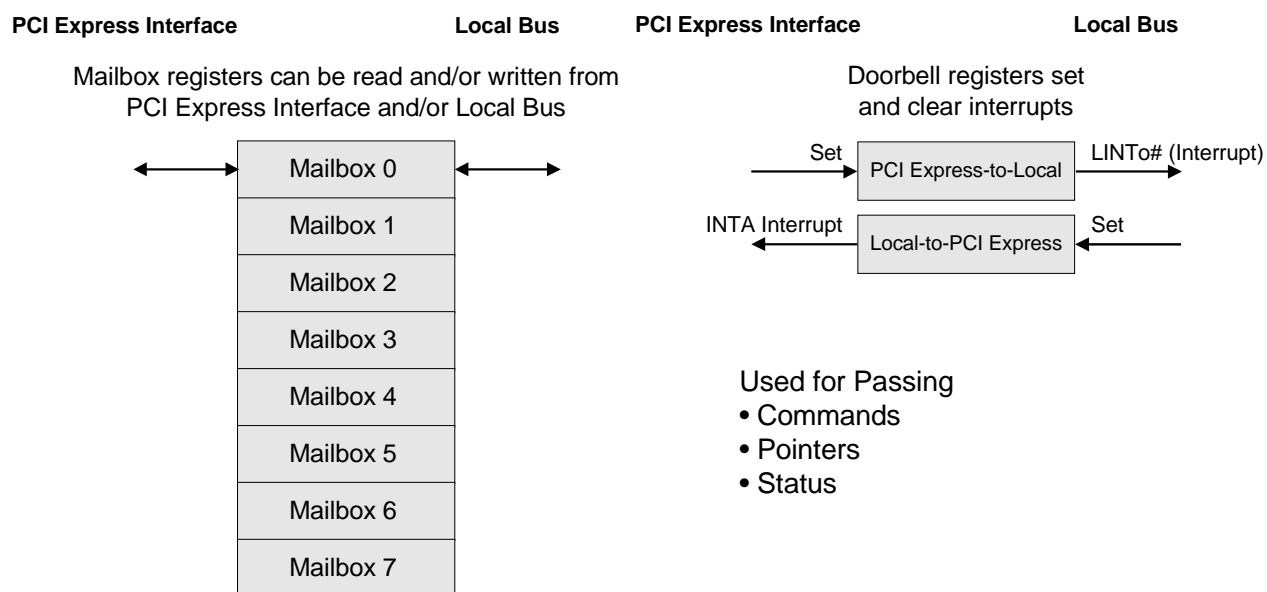 PCI Express Interface
Local Bus
Mailbox registers can be read and/or written from
PCI Express Interface and/or Local Bus
Mailbox 0
Mailbox 1
Mailbox 2
Mailbox 3
Mailbox 4
Mailbox 5
Mailbox 6
Mailbox 7
PCI Express Interface
Local Bus
Doorbell registers set
and clear interrupts
Set
PCI Express-to-Local
LINTo# (Interrupt)
INTA Interrupt
Local-to-PCI Express
Set
Used for Passing
• Commands
• Pointers
• Status